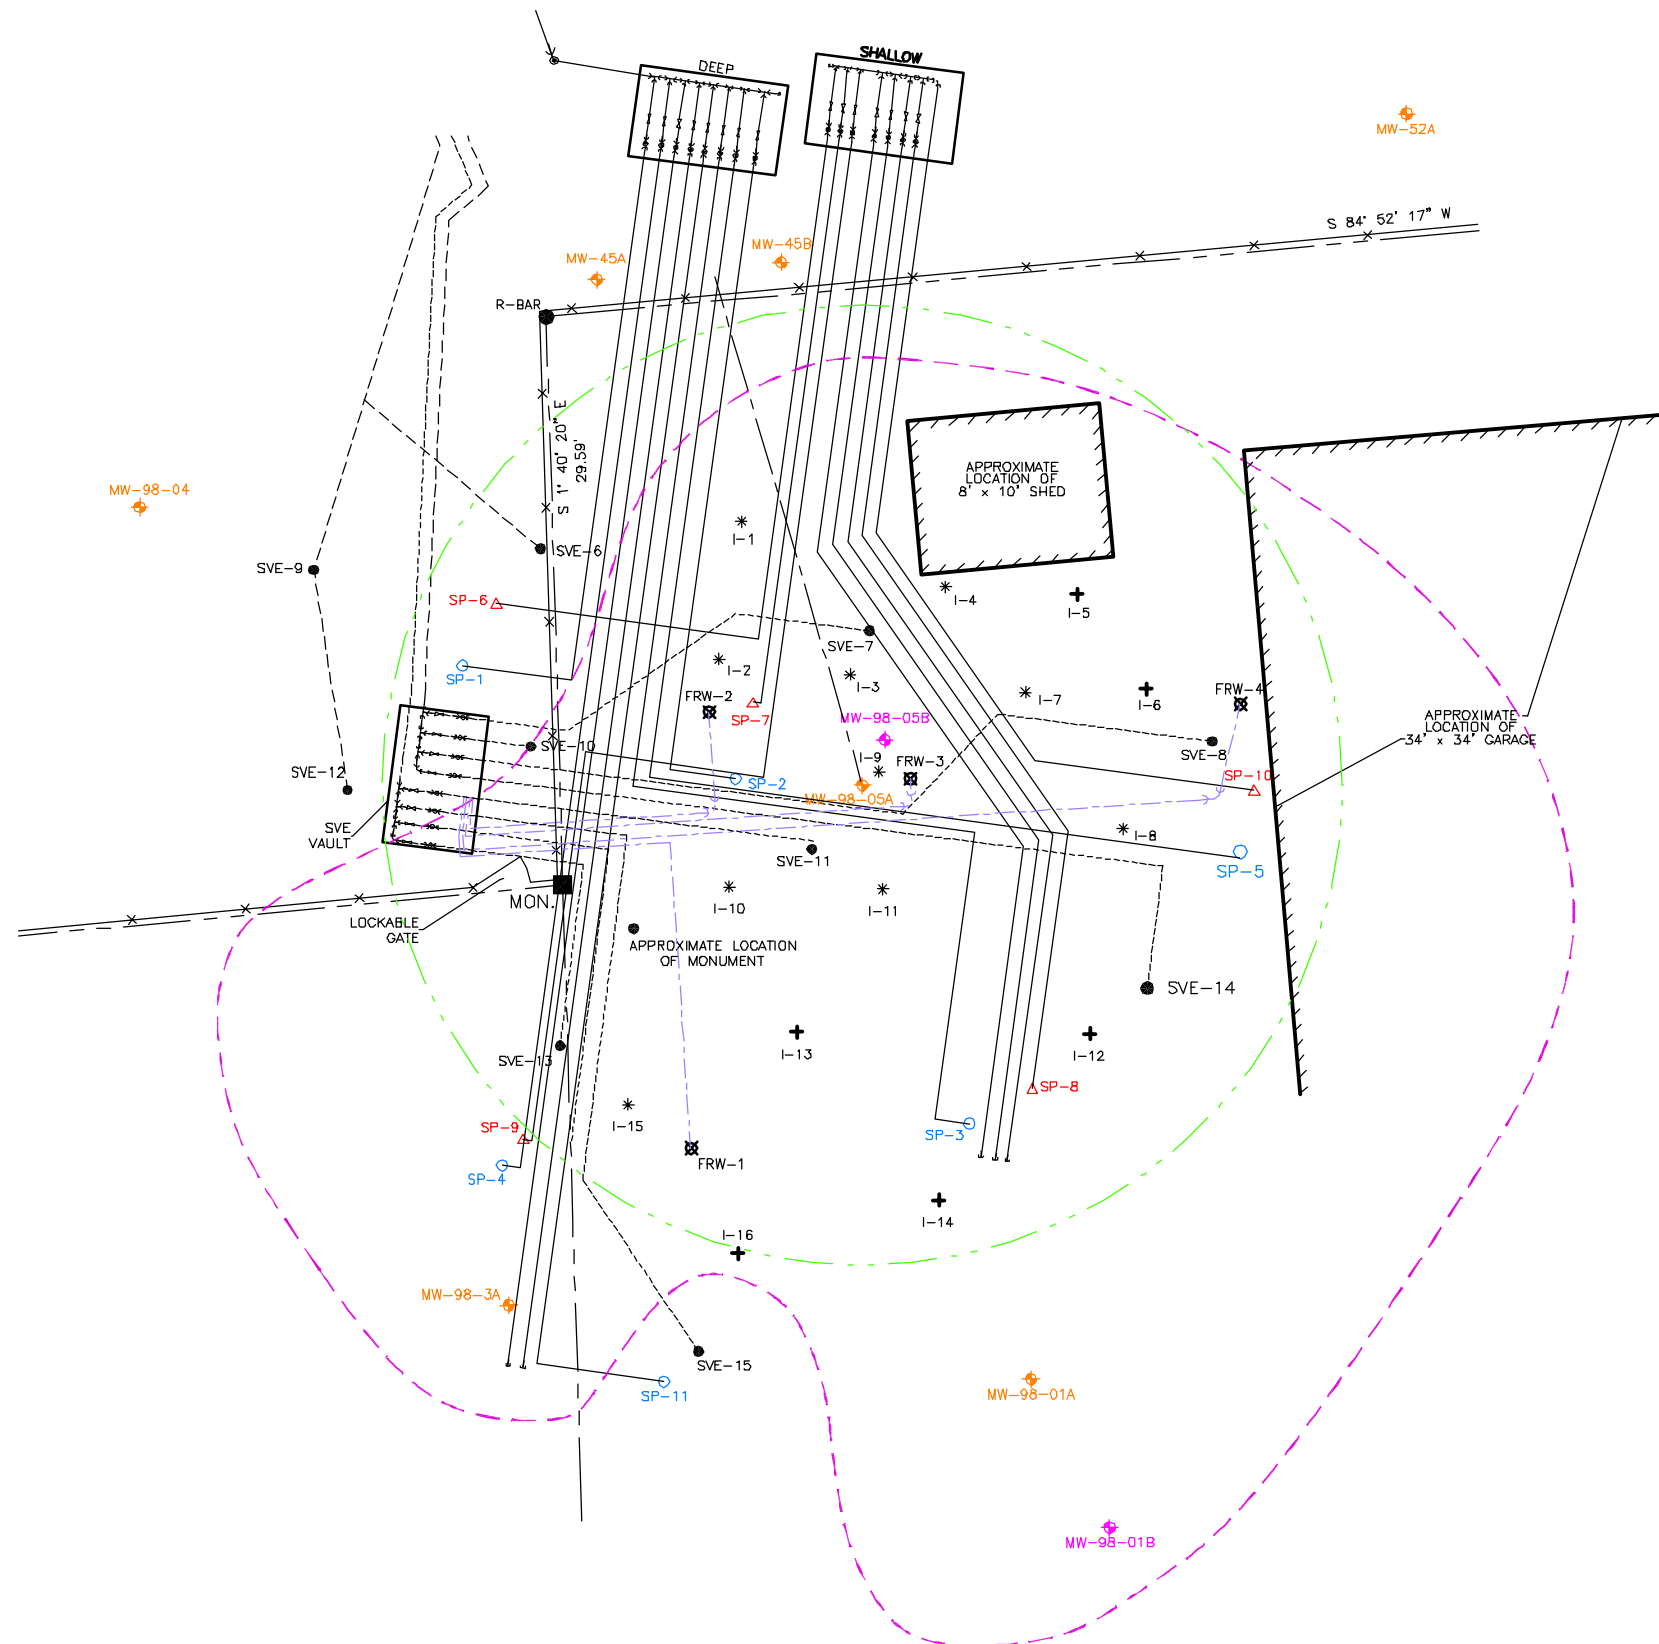 SHALLOW
DEEP
MW-52A
S 84° 52' 17" W
MW-45B
MW-45A
R-BAR
S 1° 40' 20" E
29.59'
APPROXIMATE
LOCATION OF
8' x 10' SHED
MW-98-04
I-1
SVE-6
SVE-9
SP-6
I-4
I-5
SVE-7
I-2
SP-1
I-3
FRW-2
I-7
FRW-4
I-6
SP-7
MW-98-05B
APPROXIMATE
LOCATION OF
34' x 34' GARAGE
SVE-10
SVE-8
I-9
FRW-3
SVE-12
SP-2
SP-10
MW-98-05A
SVE
VAULT
I-8
SVE-11
SP-5
MON.
I-10
I-11
LOCKABLE
GATE
APPROXIMATE LOCATION
OF MONUMENT
SVE-14
I-13
I-12
SVE-13
SP-8
SP-9
I-15
SP-3
FRW-1
SP-4
I-14
I-16
MW-98-3A
SVE-15
SP-11
MW-98-01A
MW-98-01B